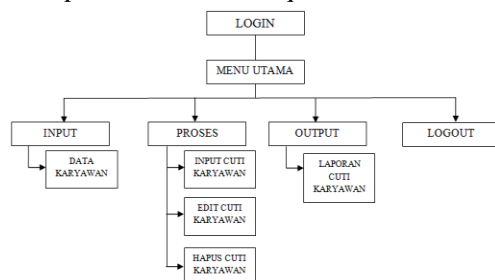 LOGIN
MENU UTAMA
INPUT
PROSES
OUTPUT
LOGOUT
DATA
KARYAWAN
INPUT CUTI
KARYAWAN
EDIT CUTI
KARYAWAN
HAPUS CUTI
KARYAWAN
LAPORAN
CUTI
KARYAWAN